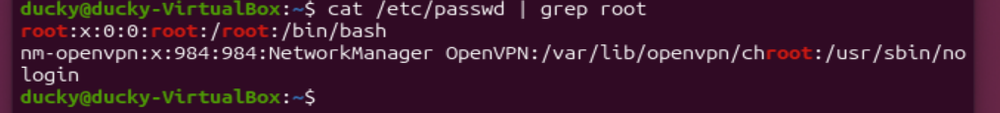 ducky@ducky-VirtualBox:~$ cat /etc/passwd | grep root
root:x:0:0:root:/root:/bin/bash
nm-openvpn:x:984:984:NetworkManager OpenVPN:/var/lib/openvpn/chroot:/usr/sbin/no
login
ducky@ducky-VirtualBox:~$